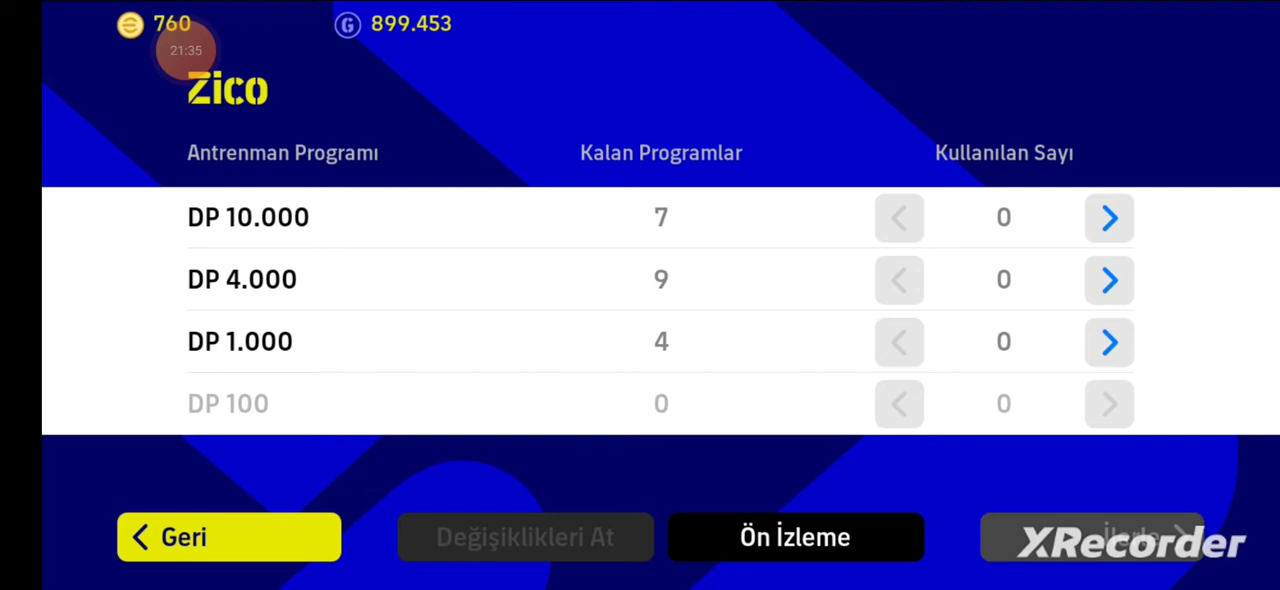 760
899.453
21:35
Zico
Antrenman Programı
Kalan Programlar
Kullanılan Sayı
DP 10.000
7
0
DP 4.000
9
0
DP 1.000
4
0
DP 100
0
0
Geri
Değişiklikleri At
Ön İzleme
İlerle
XRecorder